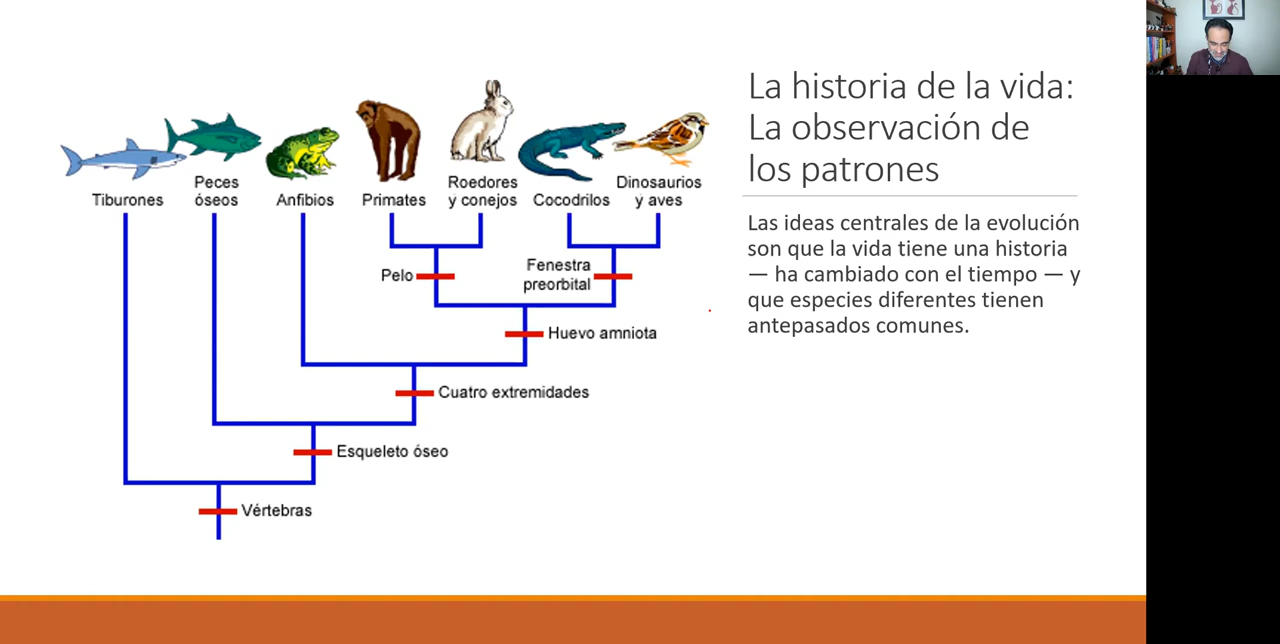 La historia de la vida:
La observación de
los patrones
Las ideas centrales de la evolución
son que la vida tiene una historia
— ha cambiado con el tiempo — y
que especies diferentes tienen
antepasados comunes.
Tiburones
Peces
óseos
Anfibios
Primates
Roedores
y conejos
Cocodrilos
Dinosaurios
y aves
Pelo
Fenestra
preorbital
Huevo amniota
Cuatro extremidades
Esqueleto óseo
Vértebras